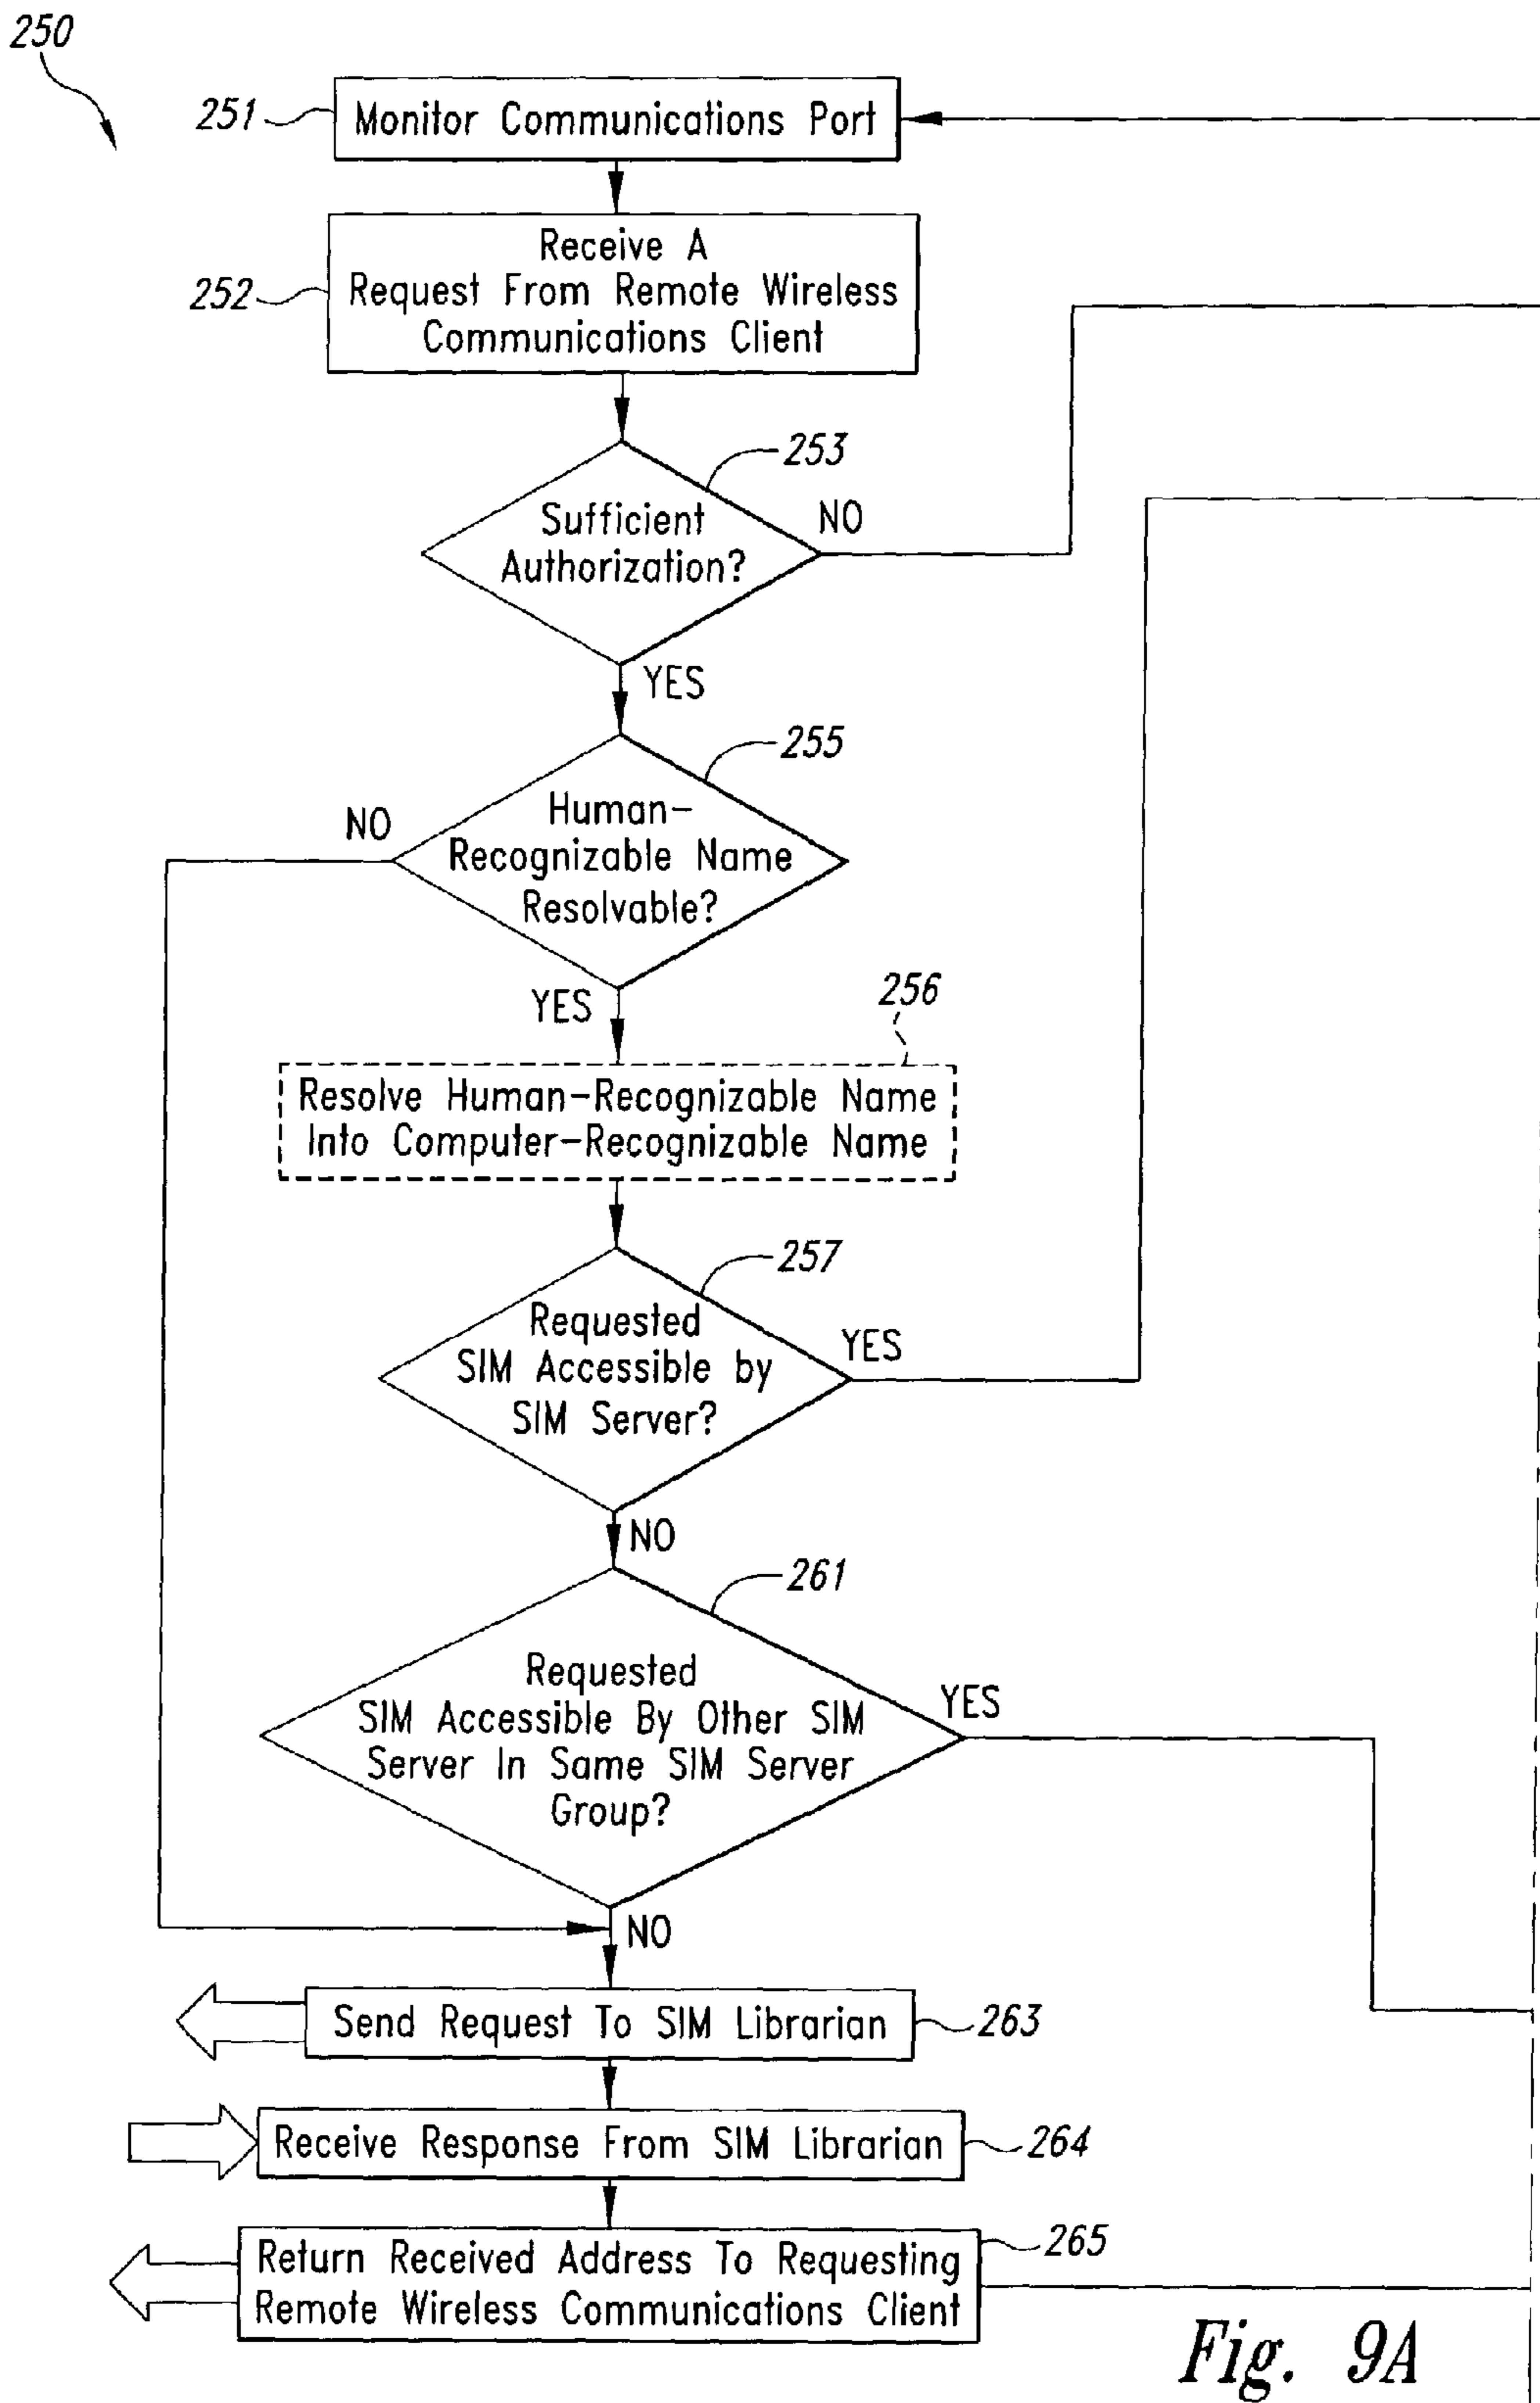 250
251
Monitor Communications Port
252
Receive A
Request From Remote Wireless
Communications Client
253
Sufficient
Authorization?
NO
YES
255
Human-
Recognizable Name
Resolvable?
NO
YES
256
Resolve Human-Recognizable Name
Into Computer-Recognizable Name
257
Requested
SIM Accessible by
SIM Server?
YES
NO
261
Requested
SIM Accessible By Other SIM
Server In Same SIM Server
Group?
YES
NO
Send Request To SIM Librarian
263
Receive Response From SIM Librarian
264
Return Received Address To Requesting
Remote Wireless Communications Client
265
Fig. 9A